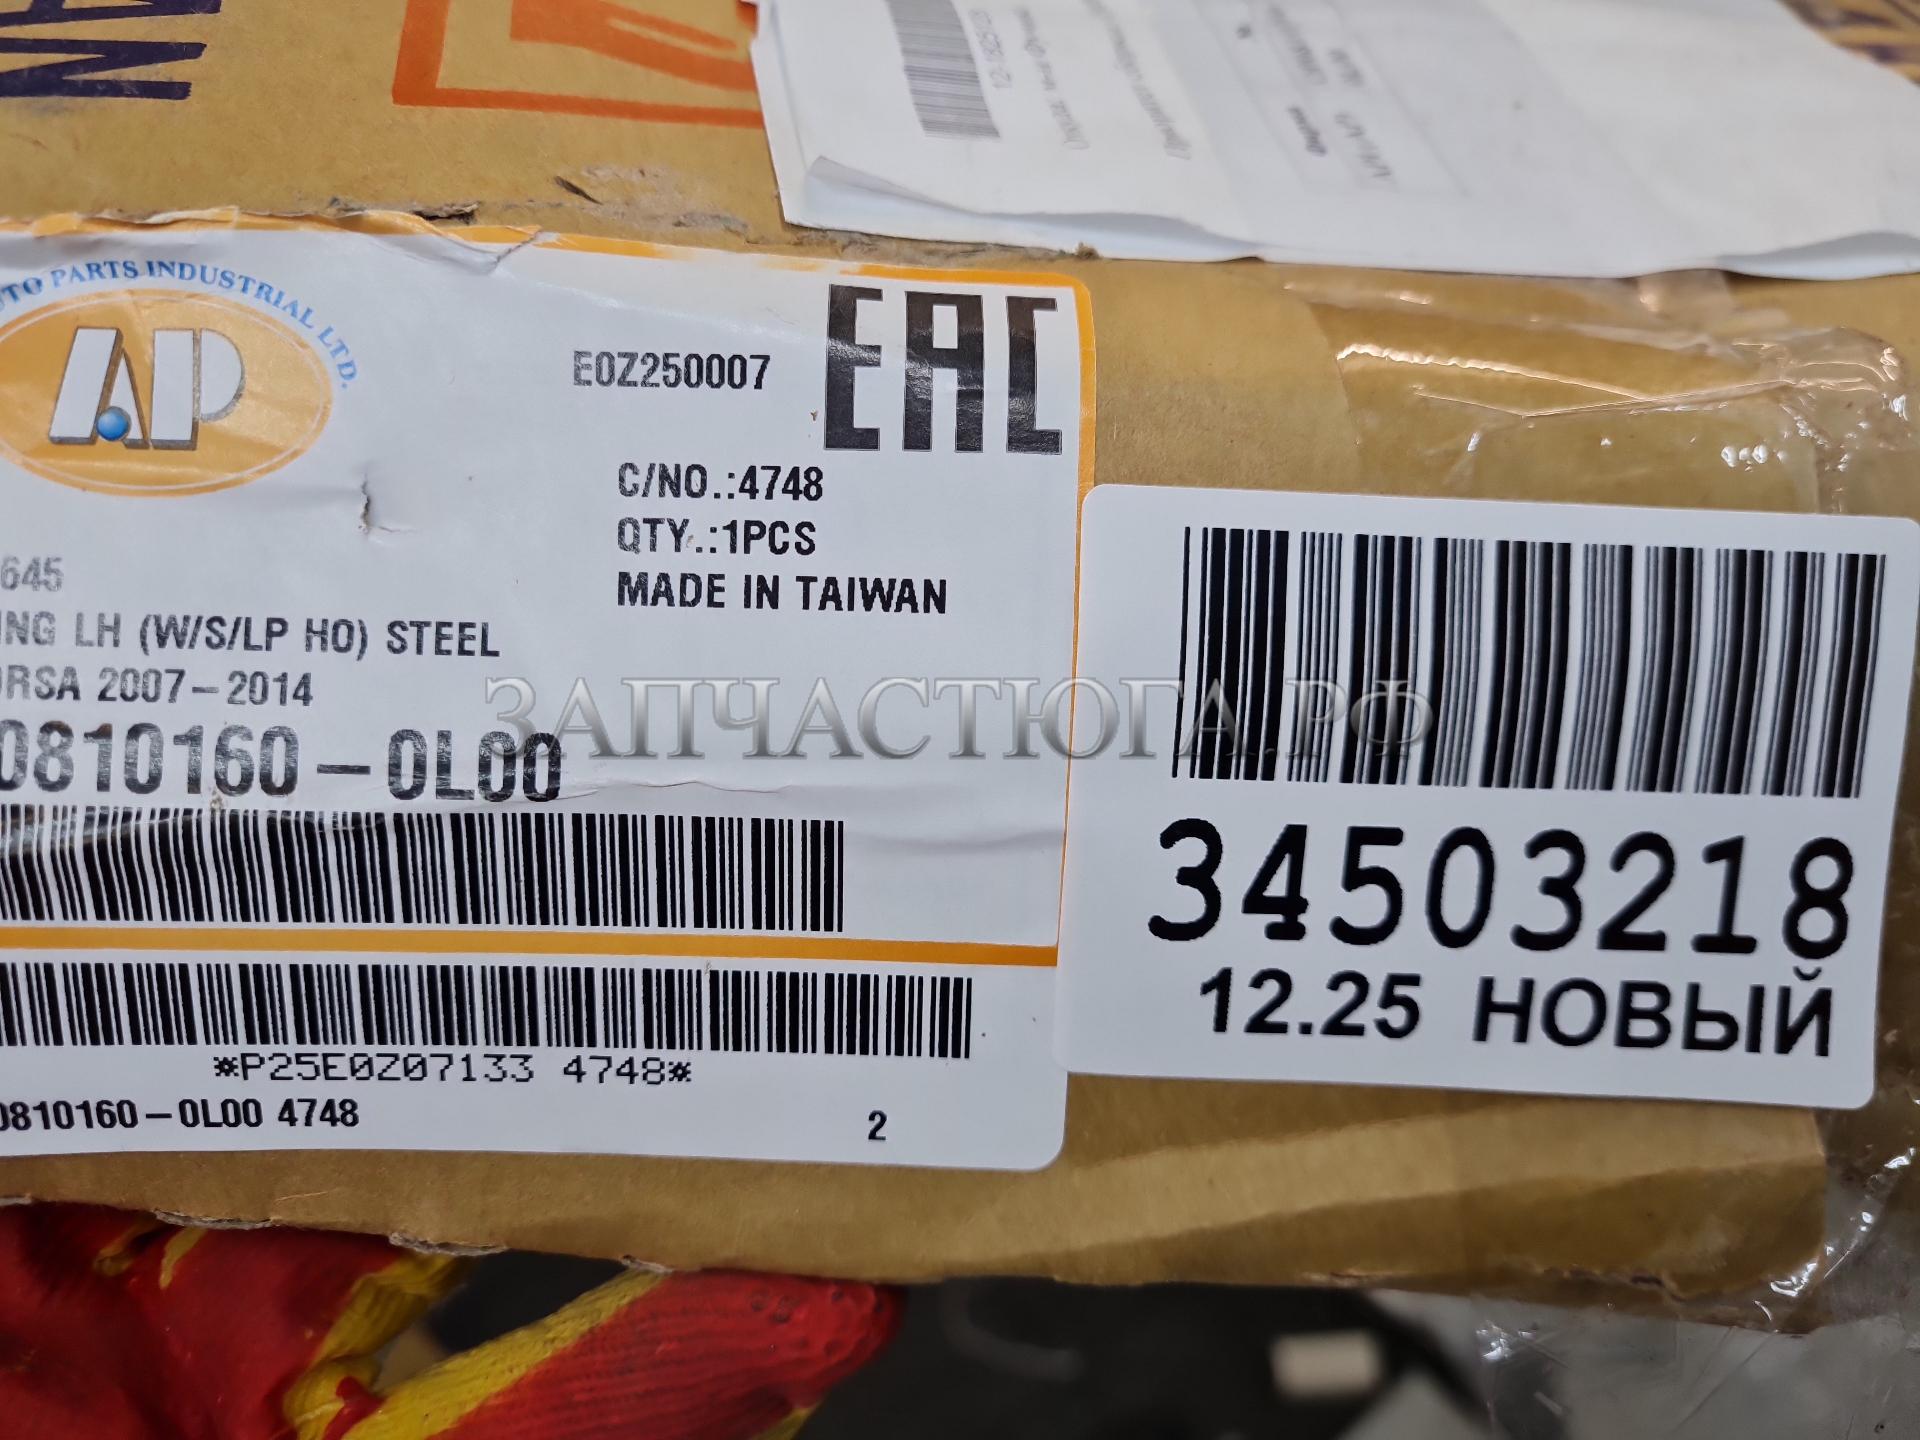 UTO PARTS INDUSTRIAL LTD.
AP
E0Z250007
EAC
C/NO.:4748
QTY.:1PCS
MADE IN TAIWAN
645
ING LH (W/S/LP HO) STEEL
ORSA 2007-2014
0810160-0L00
*P25E0Z07133 4748*
0810160-0L00 4748
2
34503218
12.25 НОВЫЙ
ЗАПЧАСТЮГА.РФ